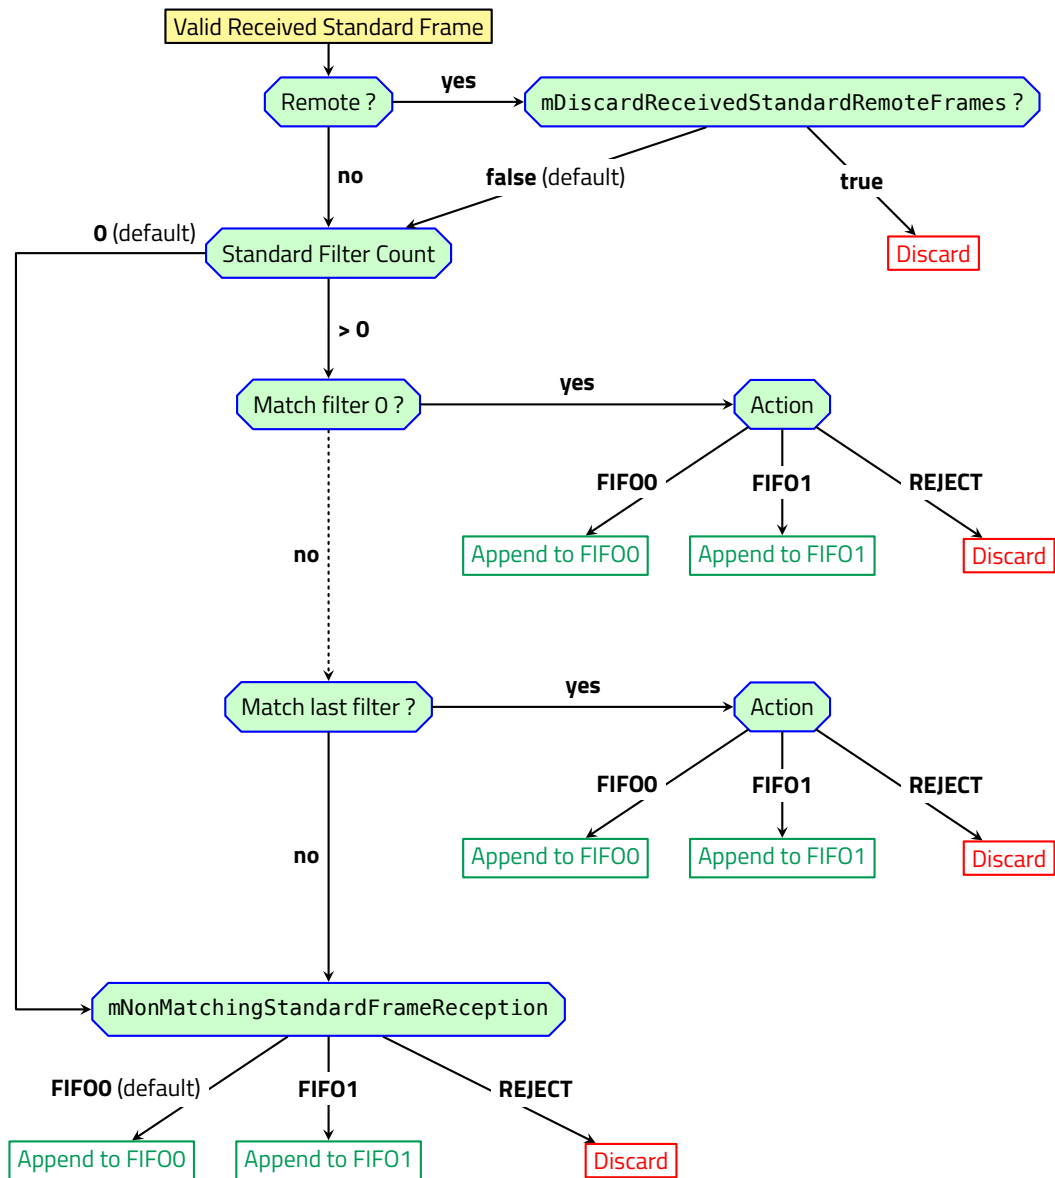 Valid Received Standard Frame
yes
Remote ?
mDiscardReceivedStandardRemoteFrames ?
no
false (default)
true
0 (default)
Standard Filter Count
Discard
> 0
yes
Match filter 0 ?
Action
FIFO0
FIFO1
REJECT
no
Append to FIFO0
Append to FIFO1
Discard
yes
Match last filter ?
Action
FIFO0
FIFO1
REJECT
no
Append to FIFO0
Append to FIFO1
Discard
mNonMatchingStandardFrameReception
FIFO0 (default)
FIFO1
REJECT
Append to FIFO0
Append to FIFO1
Discard